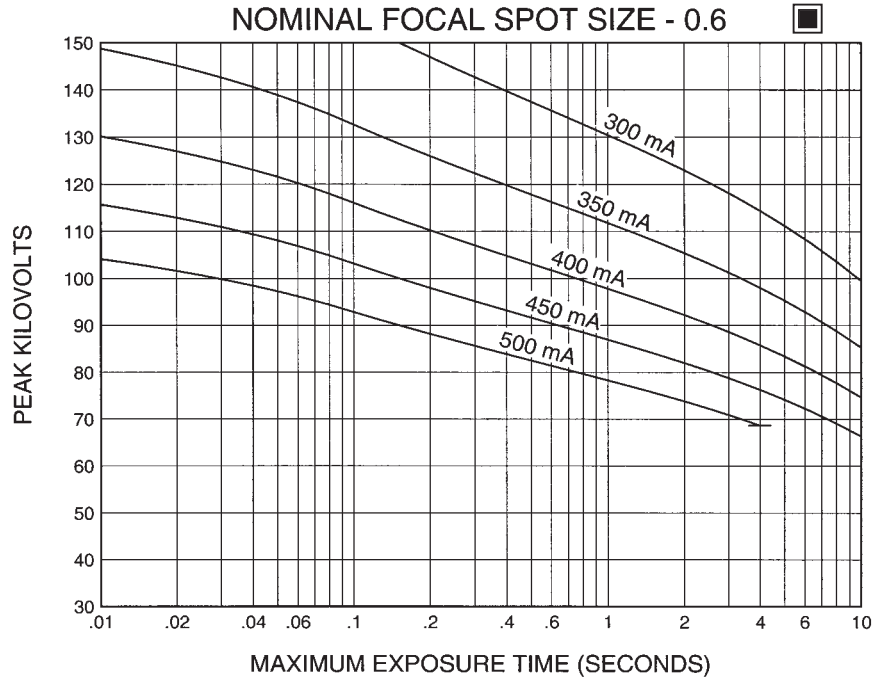 NOMINAL FOCAL SPOT SIZE - 0.6
150
140
130
120
110
100
90
80
70
60
50
40
30
PEAK KILOVOLTS
300 mA
350 mA
400 mA
450 mA
500 mA
.01 .02 .04 .06 .1 .2 .4 .6 1 2 4 6 10
MAXIMUM EXPOSURE TIME (SECONDS)